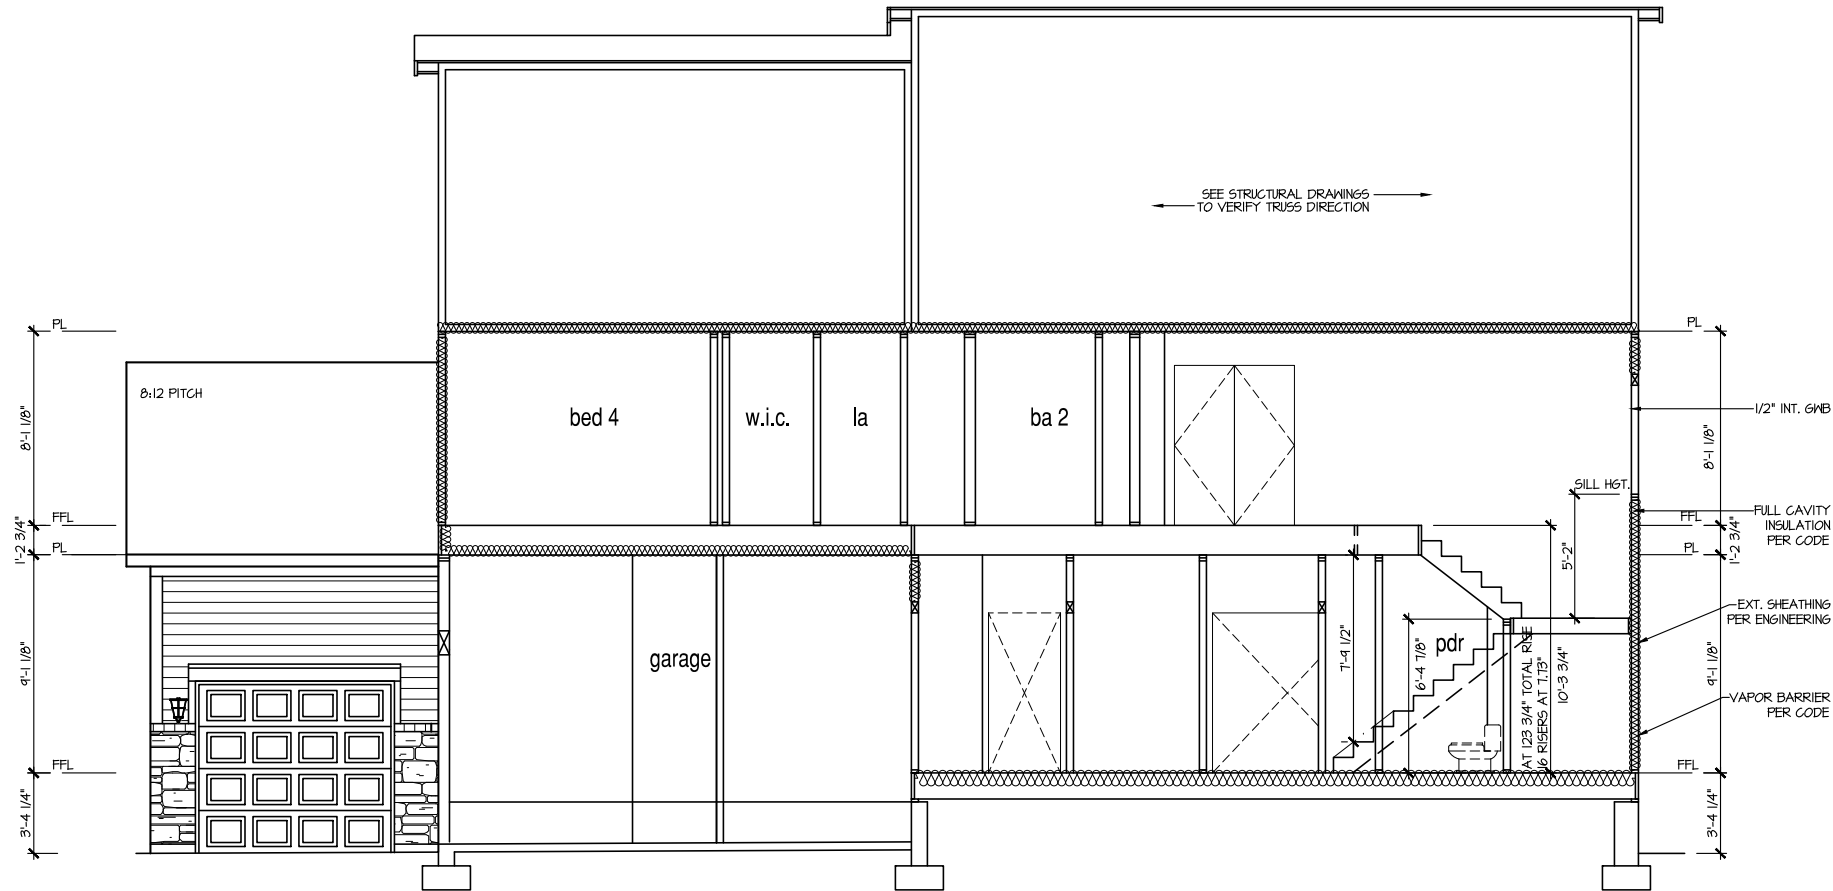 SEE STRUCTURAL DRAWINGS
TO VERIFY TRUSS DIRECTION
PL
PL
8:12 PITCH
8'-1 1/8"
bed 4
w.i.c.
la
ba 2
1/2" INT. GWB
8'-1 1/8"
SILL HGT.
FFL
FFL
FULL CAVITY
INSULATION
PER CODE
1'-2 3/4"
PL
PL
1'-2 3/4"
5'-2"
EXT. SHEATHING
PER ENGINEERING
9'-1 1/8"
garage
7'-9 1/2"
6'-4 7/8"
pdr
AT 123 3/4" TOTAL RISE
16 RISERS AT 7.73"
10'-3 3/4"
9'-1 1/8"
VAPOR BARRIER
PER CODE
FFL
FFL
3'-4 1/4"
3'-4 1/4"